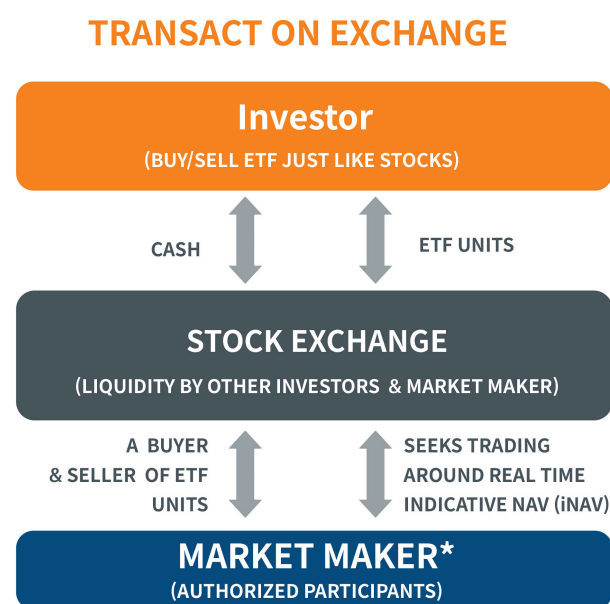 TRANSACT ON EXCHANGE
Investor
(BUY/SELL ETF JUST LIKE STOCKS)
CASH
ETF UNITS
STOCK EXCHANGE
(LIQUIDITY BY OTHER INVESTORS & MARKET MAKER)
A BUYER
& SELLER OF ETF
UNITS
SEEKS TRADING
AROUND REAL TIME
INDICATIVE NAV (iNAV)
MARKET MAKER*
(AUTHORIZED PARTICIPANTS)